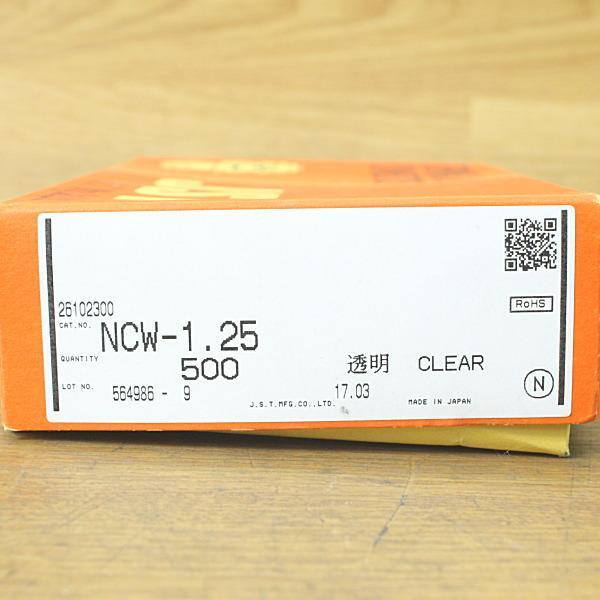 26102300
RoHS
CAT.NO. NCW-1.25
QUANTITY 500 透明 CLEAR
LOT NO. 564986 - 9 17.03 N
J.S.T.MFG.CO.,LTD. MADE IN JAPAN